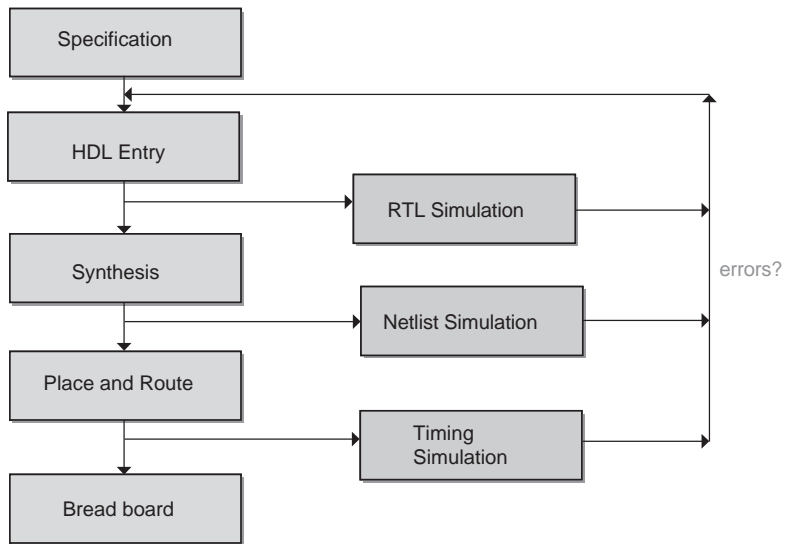 Specification
HDL Entry
RTL Simulation
Synthesis
errors?
Netlist Simulation
Place and Route
Timing
Simulation
Bread board